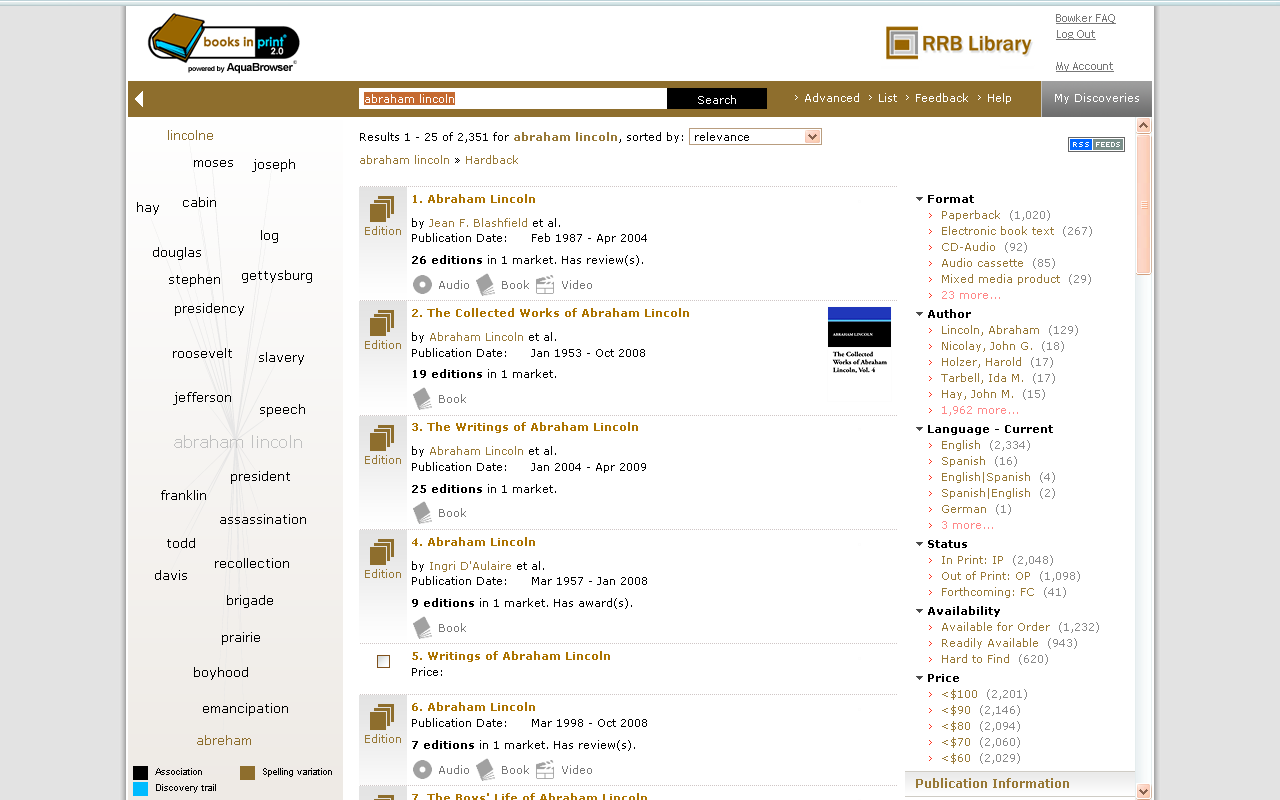 books in print 2.0
powered by AquaBrowser
RRB Library
Bowker FAQ
Log Out
My Account
abraham lincoln
Search
Advanced
List
Feedback
Help
My Discoveries
lincolne
moses
joseph
cabin
hay
log
douglas
stephen
gettysburg
presidency
roosevelt
slavery
jefferson
speech
abraham lincoln
president
franklin
assassination
todd
recollection
davis
brigade
prairie
boyhood
emancipation
abreham
Association
Spelling variation
Discovery trail
Results 1 - 25 of 2,351 for abraham lincoln, sorted by: relevance
abraham lincoln » Hardback
RSS FEEDS
Edition
1. Abraham Lincoln
by Jean F. Blashfield et al.
Publication Date: Feb 1987 - Apr 2004
26 editions in 1 market. Has review(s).
Audio Book Video
Edition
2. The Collected Works of Abraham Lincoln
by Abraham Lincoln et al.
Publication Date: Jan 1953 - Oct 2008
19 editions in 1 market.
Book
ABRAHAM LINCOLN
The Collected
Works of Abraham
Lincoln, Vol. 4
Edition
3. The Writings of Abraham Lincoln
by Abraham Lincoln et al.
Publication Date: Jan 2004 - Apr 2009
25 editions in 1 market.
Book
Edition
4. Abraham Lincoln
by Ingri D'Aulaire et al.
Publication Date: Mar 1957 - Jan 2008
9 editions in 1 market. Has award(s).
Book
5. Writings of Abraham Lincoln
Price:
Edition
6. Abraham Lincoln
Publication Date: Mar 1998 - Oct 2008
7 editions in 1 market. Has review(s).
Audio Book Video
7. The Boys' Life of Abraham Lincoln
Format
Paperback (1,020)
Electronic book text (267)
CD-Audio (92)
Audio cassette (85)
Mixed media product (29)
23 more...
Author
Lincoln, Abraham (129)
Nicolay, John G. (18)
Holzer, Harold (17)
Tarbell, Ida M. (17)
Hay, John M. (15)
1,962 more...
Language - Current
English (2,334)
Spanish (16)
English|Spanish (4)
Spanish|English (2)
German (1)
3 more...
Status
In Print: IP (2,048)
Out of Print: OP (1,098)
Forthcoming: FC (41)
Availability
Available for Order (1,232)
Readily Available (943)
Hard to Find (620)
Price
<$100 (2,201)
<$90 (2,146)
<$80 (2,094)
<$70 (2,060)
<$60 (2,029)
Publication Information